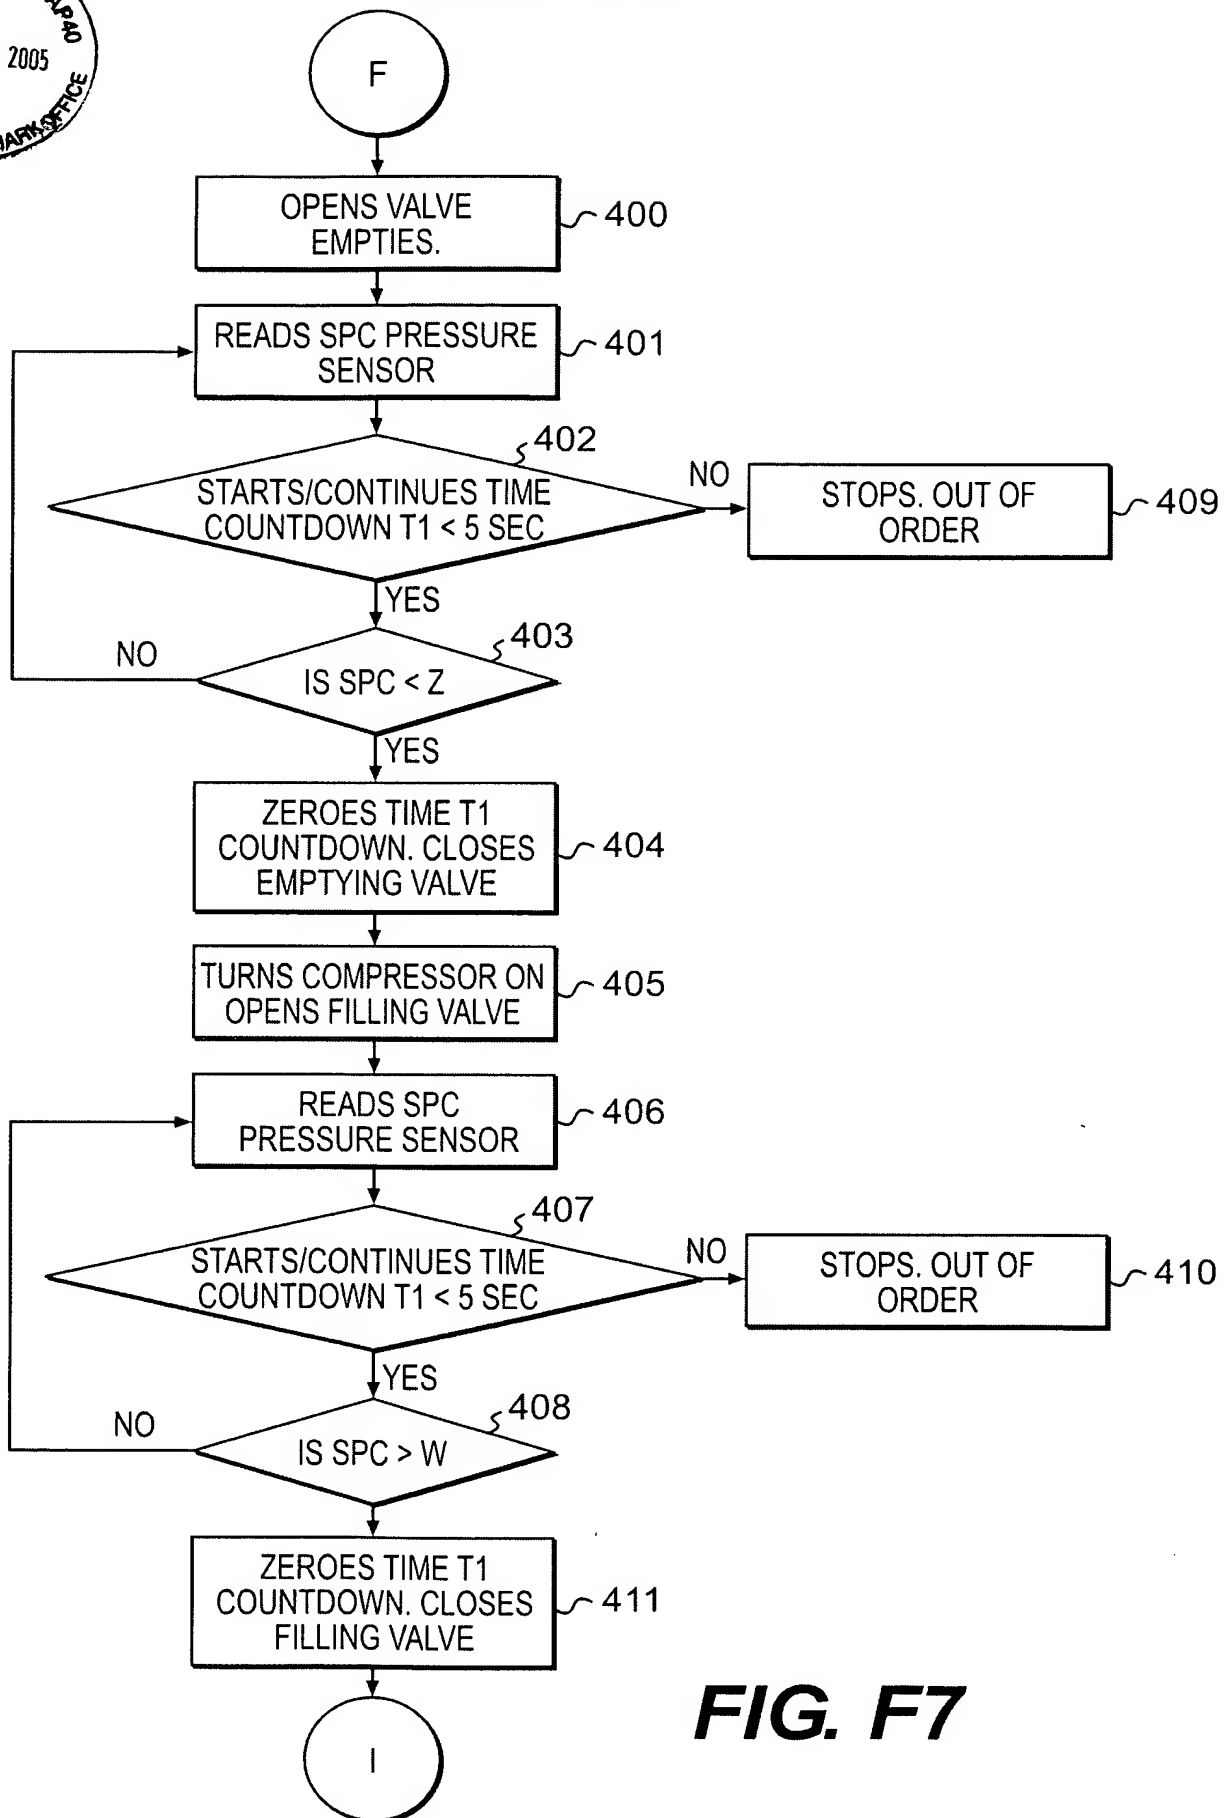 AP40
2005
MARK OFFICE
F
OPENS VALVE
EMPTIES.
400
READS SPC PRESSURE
SENSOR
401
402
STARTS/CONTINUES TIME
COUNTDOWN T1 < 5 SEC
NO
STOPS. OUT OF
ORDER
409
YES
403
NO
IS SPC < Z
YES
ZEROES TIME T1
COUNTDOWN. CLOSES
EMPTYING VALVE
404
TURNS COMPRESSOR ON
OPENS FILLING VALVE
405
READS SPC
PRESSURE SENSOR
406
407
STARTS/CONTINUES TIME
COUNTDOWN T1 < 5 SEC
NO
STOPS. OUT OF
ORDER
410
YES
408
NO
IS SPC > W
ZEROES TIME T1
COUNTDOWN. CLOSES
FILLING VALVE
411
FIG. F7
I